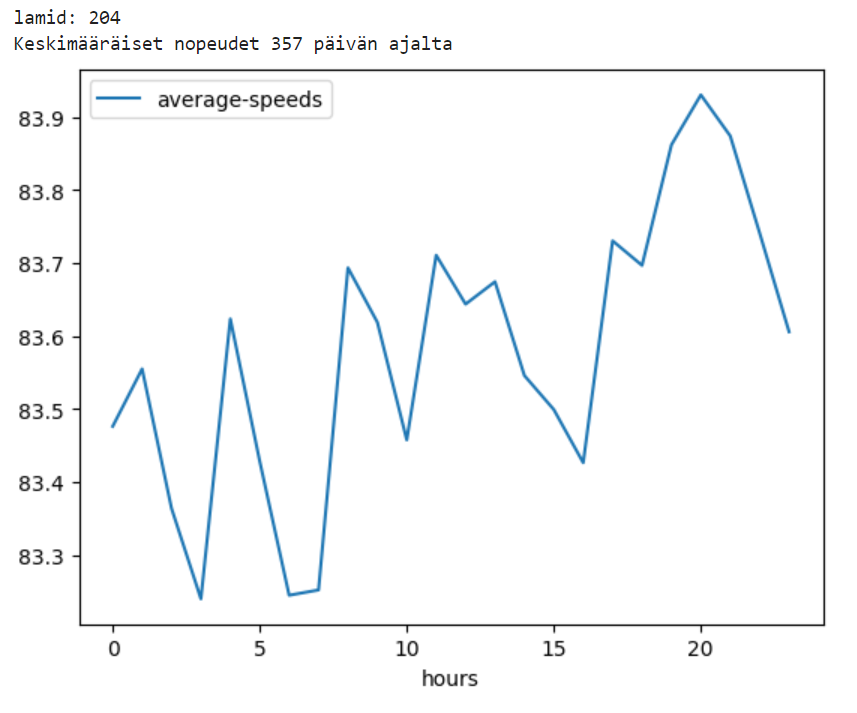 lamid: 204
Keskimääräiset nopeudet 357 päivän ajalta
average-speeds
83.9
83.8
83.7
83.6
83.5
83.4
83.3
0 5 10 15 20
hours